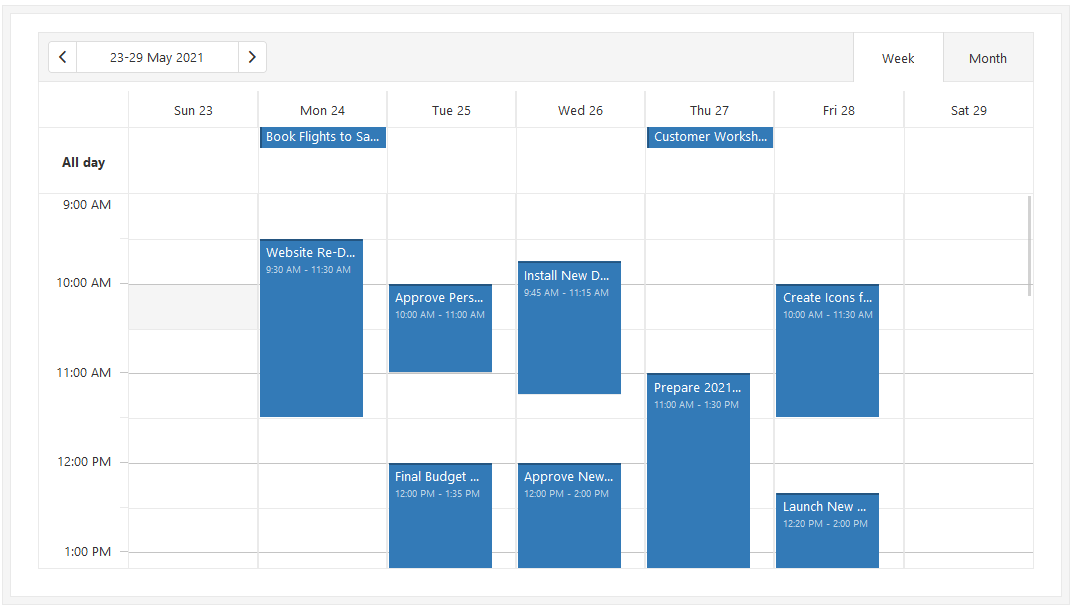 23-29 May 2021
Week
Month
Sun 23
Mon 24
Tue 25
Wed 26
Thu 27
Fri 28
Sat 29
All day
Book Flights to Sa...
Customer Worksh...
9:00 AM
10:00 AM
11:00 AM
12:00 PM
1:00 PM
Website Re-D...
9:30 AM - 11:30 AM
Approve Pers...
10:00 AM - 11:00 AM
Final Budget ...
12:00 PM - 1:35 PM
Install New D...
9:45 AM - 11:15 AM
Approve New...
12:00 PM - 2:00 PM
Prepare 2021...
11:00 AM - 1:30 PM
Create Icons f...
10:00 AM - 11:30 AM
Launch New ...
12:20 PM - 2:00 PM